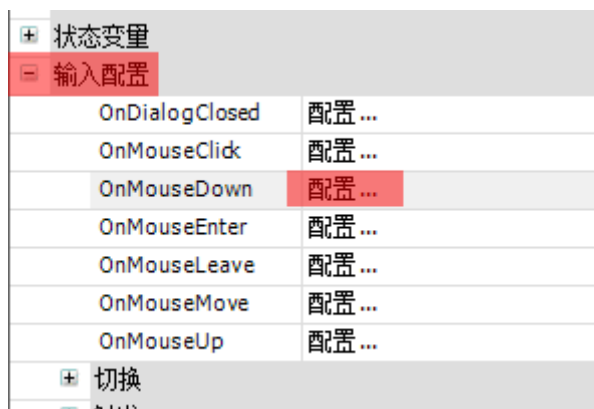 状态变量
输入配置
OnDialogClosed 配置...
OnMouseClick 配置...
OnMouseDown 配置...
OnMouseEnter 配置...
OnMouseLeave 配置...
OnMouseMove 配置...
OnMouseUp 配置...
切换